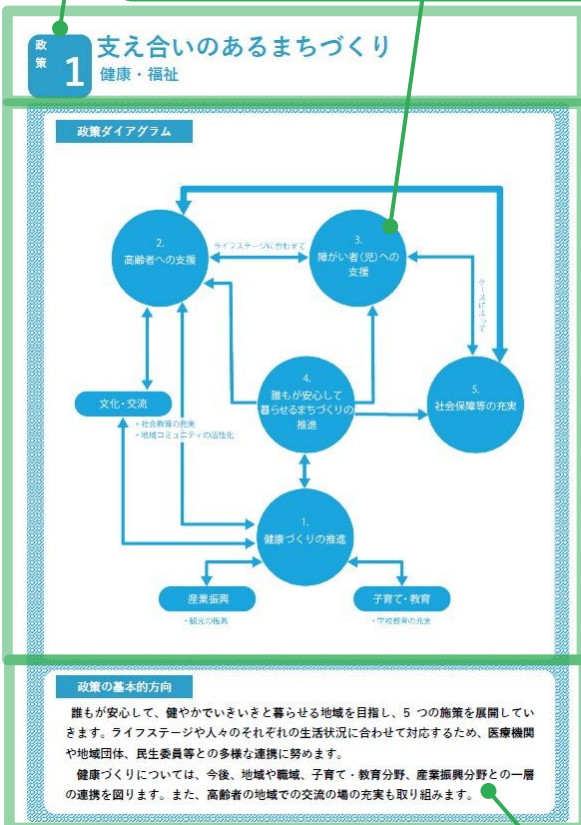 政策 1
支え合いのあるまちづくり
健康・福祉
政策ダイアグラム
2.
高齢者への支援
ライフステージに合わせて
3.
障がい者(児)への
支援
ケースによって
4.
誰もが安心して
暮らせるまちづくりの
推進
5.
社会保障等の充実
文化・交流
・社会教育の充実
・地域コミュニティの活性化
1.
健康づくりの推進
産業振興
・観光の振興
子育て・教育
・学校教育の充実
政策の基本的方向
誰もが安心して、健やかでいきいきと暮らせる地域を目指し、5 つの施策を展開してい
きます。ライフステージや人々のそれぞれの生活状況に合わせて対応するため、医療機関
や地域団体、民生委員等との多様な連携に努めます。
健康づくりについては、今後、地域や職域、子育て・教育分野、産業振興分野との一層
の連携を図ります。また、高齢者の地域での交流の場の充実も取り組みます。